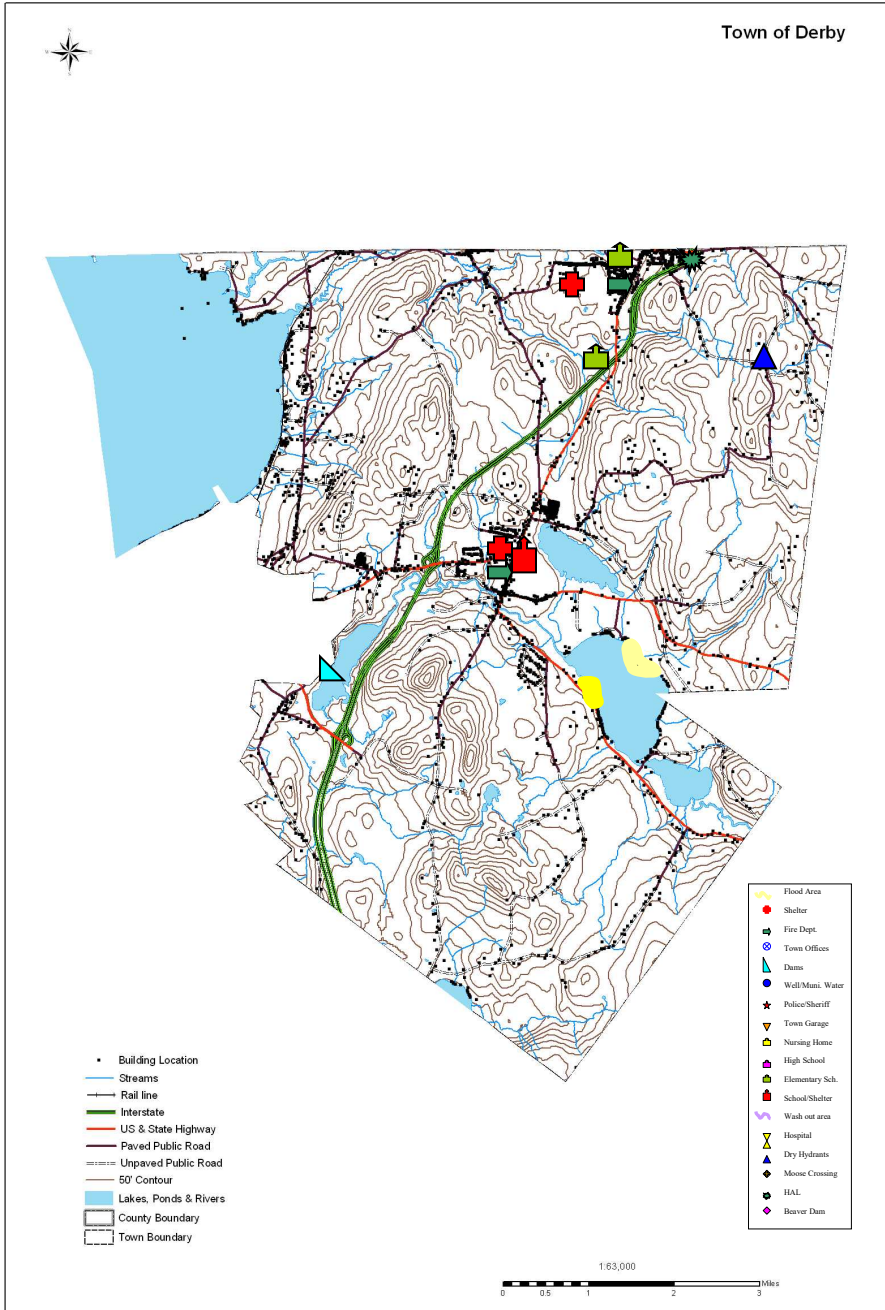 Town of Derby
Flood Area
Shelter
Fire Dept.
Town Offices
Dams
Well/Muni. Water
Police/Sheriff
Town Garage
Nursing Home
High School
Elementary Sch.
School/Shelter
Wash out area
Hospital
Dry Hydrants
Moose Crossing
HAL
Beaver Dam
Building Location
Streams
Rail line
Interstate
US & State Highway
Paved Public Road
Unpaved Public Road
50' Contour
Lakes, Ponds & Rivers
County Boundary
Town Boundary
1:63,000
Miles
0 0.5 1 2 3